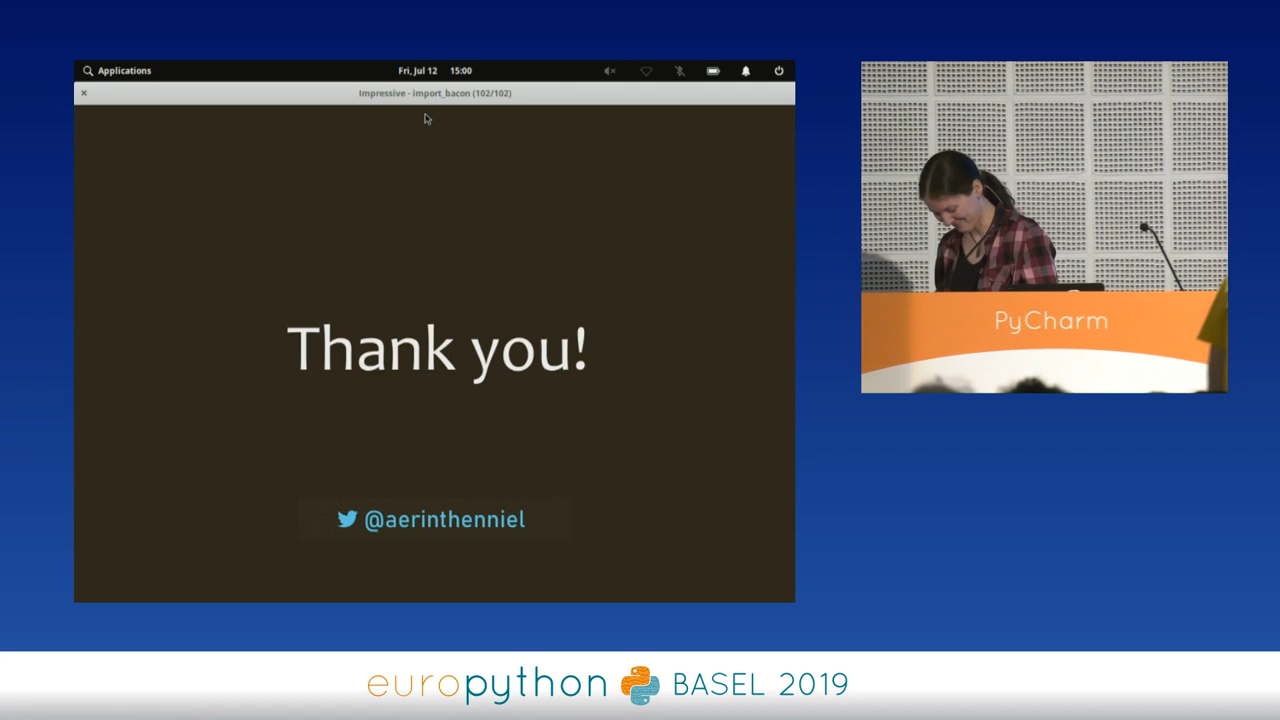 Applications
Fri, Jul 12 15:00
Impressive - import_bacon (102/102)
Thank you!
@aerinthenniel
PyCharm
europython BASEL 2019